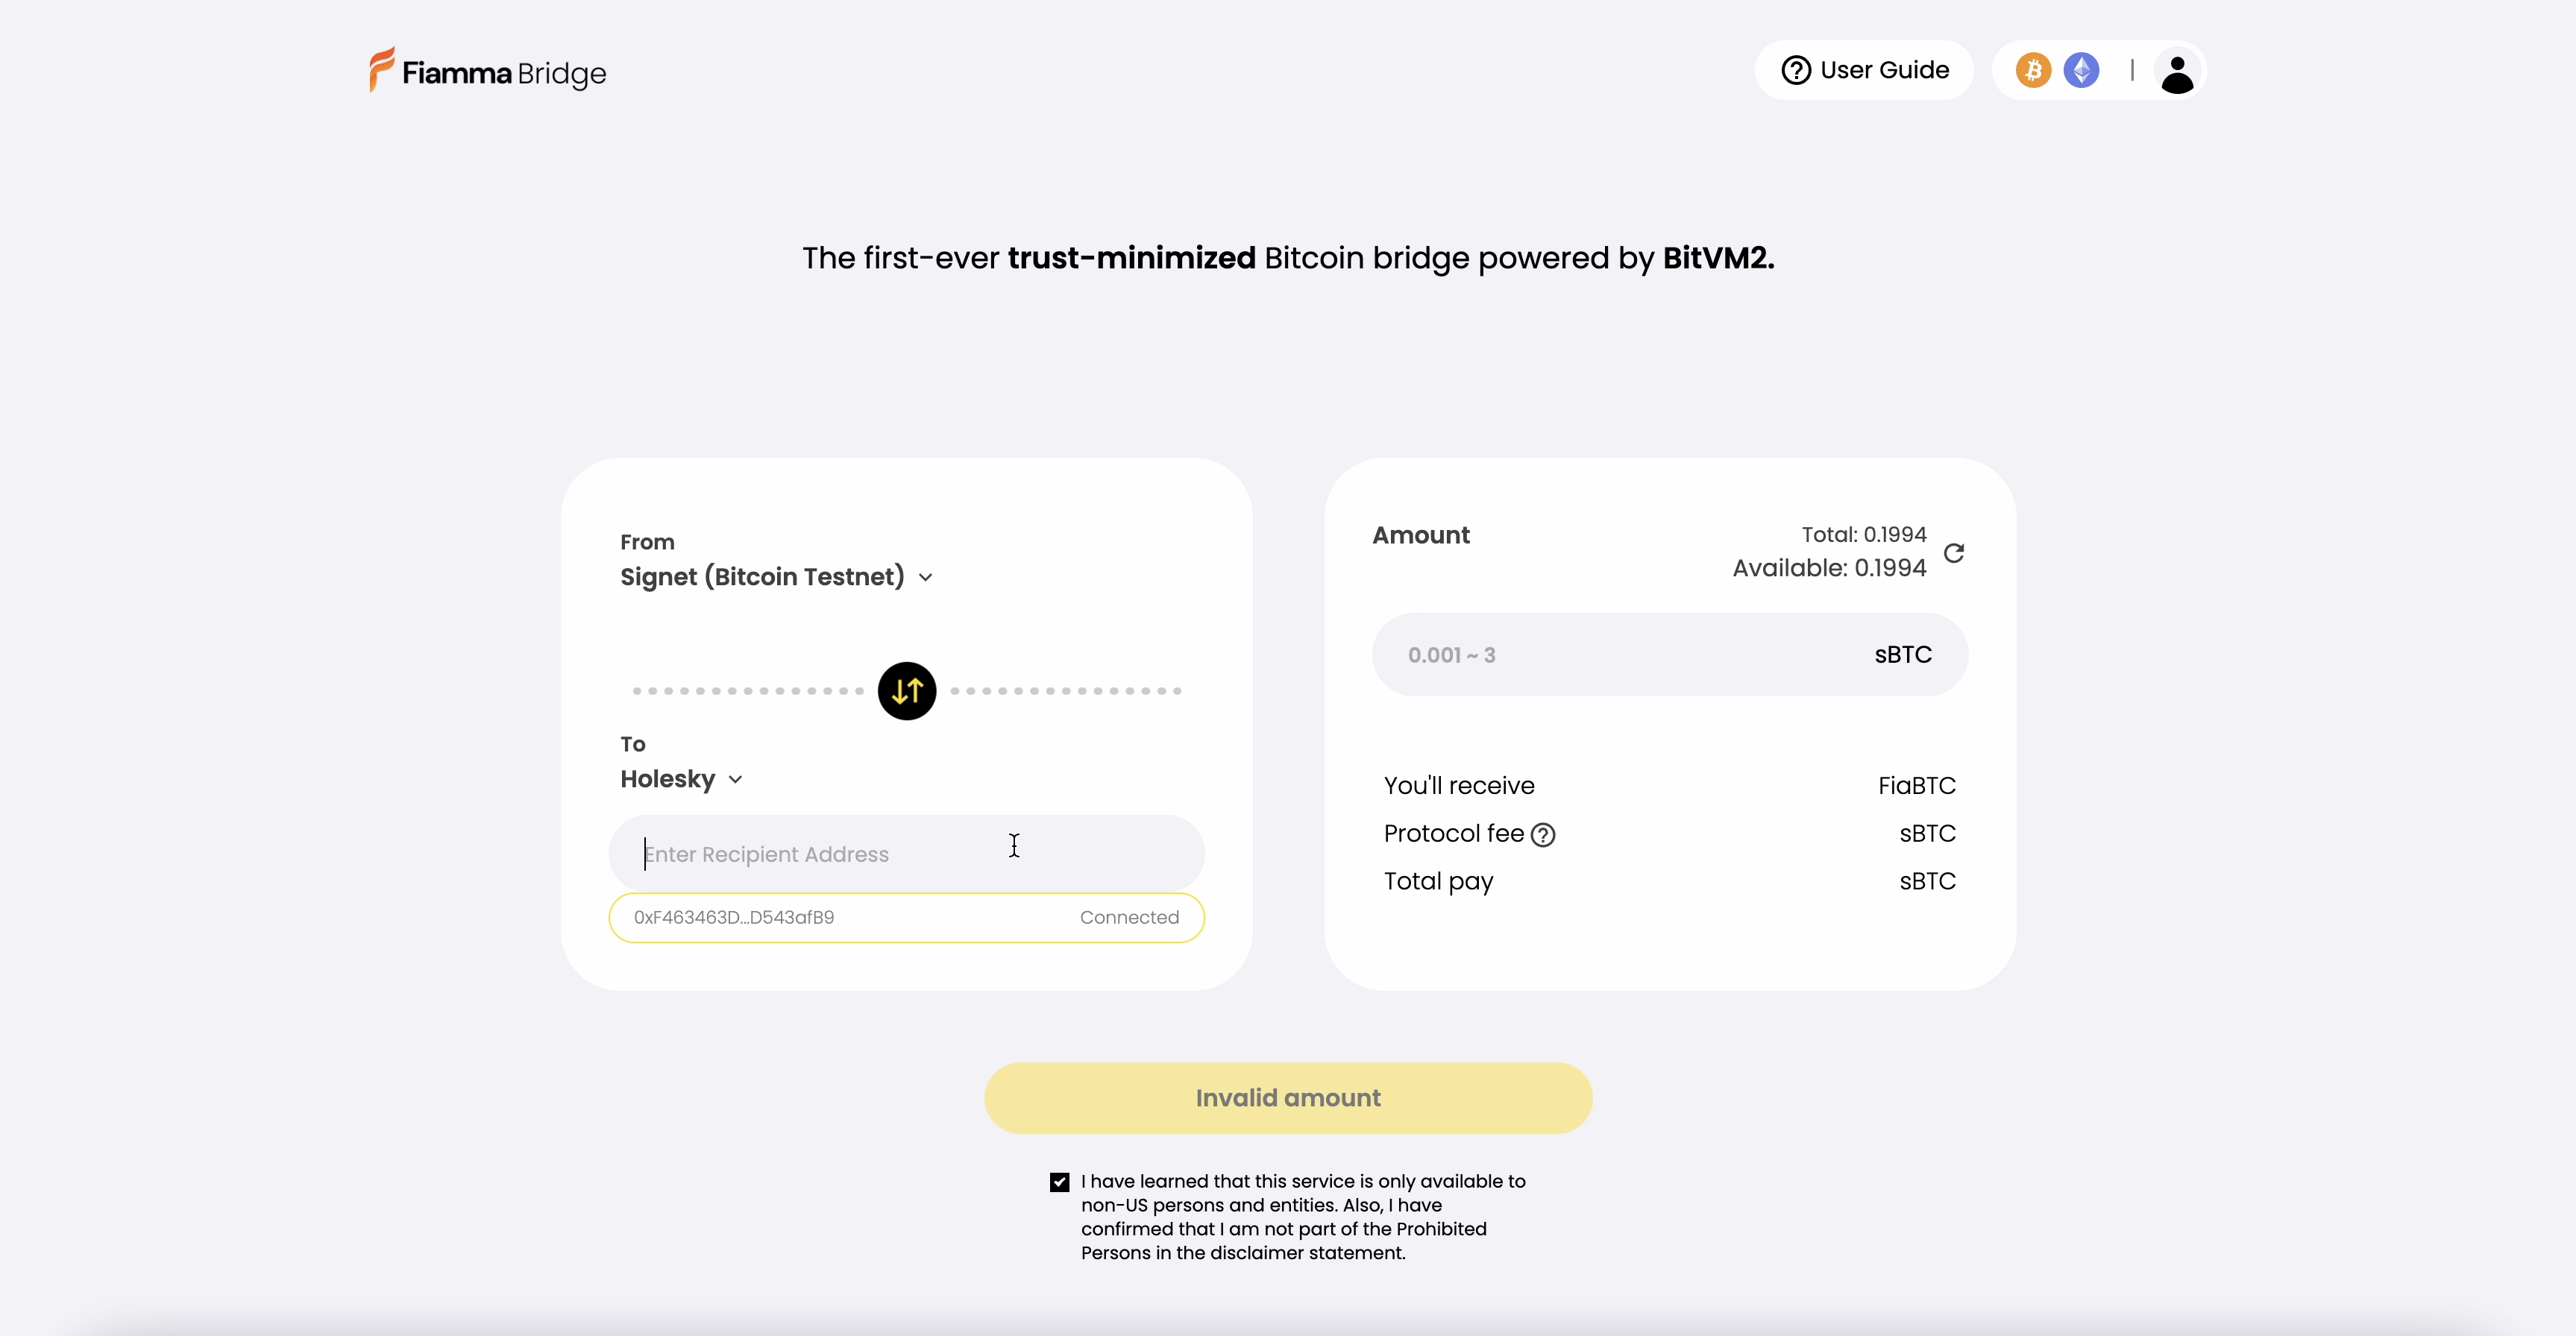 Fiamma Bridge
User Guide
The first-ever trust-minimized Bitcoin bridge powered by BitVM2.
From
Signet (Bitcoin Testnet)
To
Holesky
Enter Recipient Address
0xF463463D...D543afB9 Connected
Amount
Total: 0.1994
Available: 0.1994
0.001 ~ 3 sBTC
You'll receive FiaBTC
Protocol fee sBTC
Total pay sBTC
Invalid amount
I have learned that this service is only available to
non-US persons and entities. Also, I have
confirmed that I am not part of the Prohibited
Persons in the disclaimer statement.